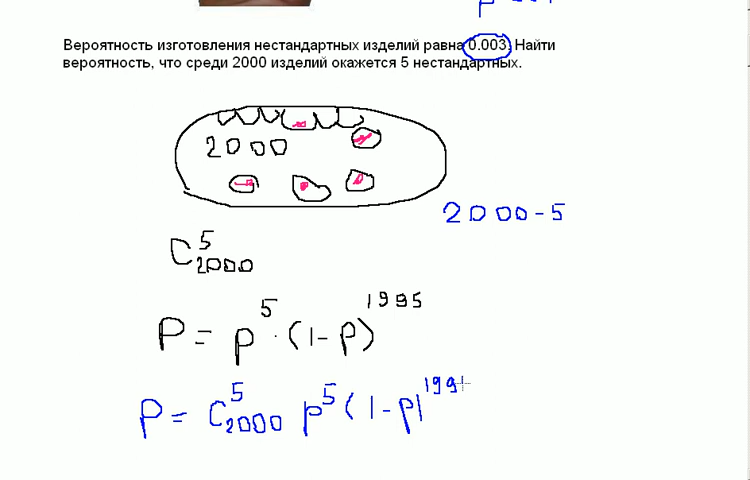 Вероятность изготовления нестандартных изделий равна 0.003. Найти
вероятность, что среди 2000 изделий окажется 5 нестандартных.
2000
2000-5
C⁵₂₀₀₀
P = p⁵ · (1-p)¹⁹⁹⁵
P = C⁵₂₀₀₀ p⁵ (1-p)¹⁹⁹